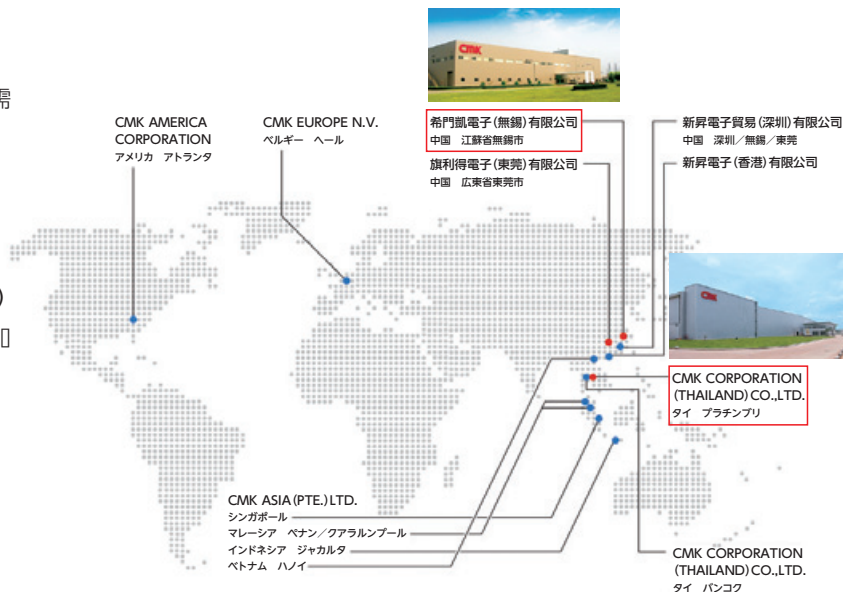 需
)
CMK
CMK AMERICA
CORPORATION
アメリカ アトランタ
CMK EUROPE N.V.
ベルギー ヘール
希門凱電子(無錫)有限公司
中国 江蘇省無錫市
旗利得電子(東莞)有限公司
中国 広東省東莞市
新昇電子貿易(深圳)有限公司
中国 深圳/無錫/東莞
新昇電子(香港)有限公司
CMK
CMK CORPORATION
(THAILAND) CO.,LTD.
タイ プラチンブリ
CMK ASIA (PTE.) LTD.
シンガポール
マレーシア ペナン/クアラルンプール
インドネシア ジャカルタ
ベトナム ハノイ
CMK CORPORATION
(THAILAND) CO.,LTD.
タイ バンコク